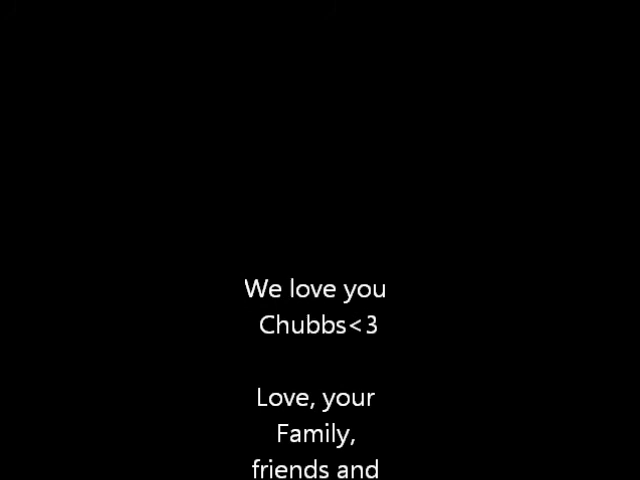 We love you
Chubbs<3
Love, your
Family,
friends and